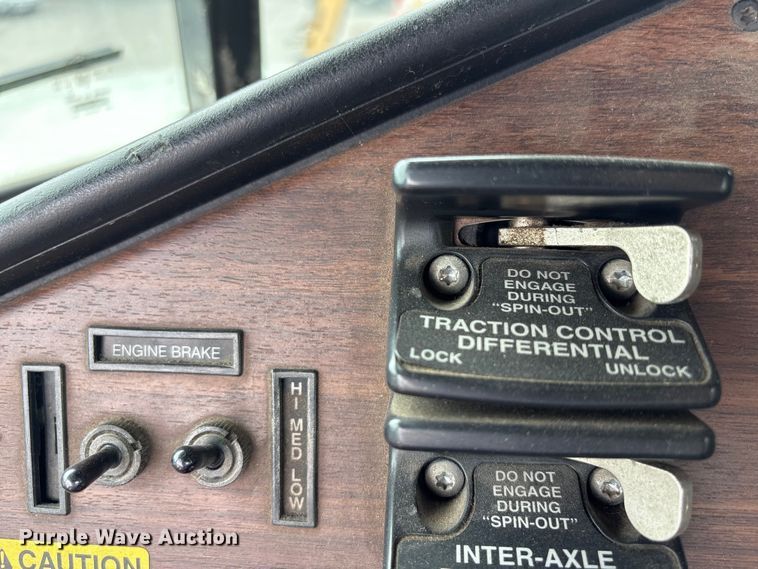 DO NOT
ENGAGE
DURING
"SPIN-OUT"
TRACTION CONTROL
DIFFERENTIAL
LOCK
UNLOCK
ENGINE BRAKE
HI MED LOW
DO NOT
ENGAGE
DURING
"SPIN-OUT"
INTER-AXLE
Purple Wave Auction
CAUTION